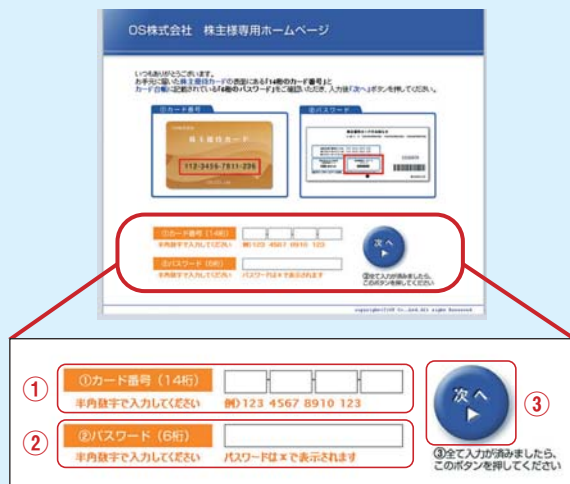 OS株式会社 株主様専用ホームページ
いつもありがとうございます。
お手元に届いた株主優待カードの表面にある「14桁のカード番号」と
カード台紙に記載されている「6桁のパスワード」をご確認いただき、入力後「次へ」ボタンを押してください。
①カード番号
②パスワード
株主優待カード
112-3456-7811-236
①カード番号（14桁）
半角数字で入力してください 例)123 4567 8910 123
②パスワード（6桁）
半角数字で入力してください パスワードは＊で表示されます
次へ
③全て入力が済みましたら、
このボタンを押してください
① ①カード番号（14桁）
半角数字で入力してください 例)123 4567 8910 123
② ②パスワード（6桁）
半角数字で入力してください パスワードは＊で表示されます
次へ ③
③全て入力が済みましたら、
このボタンを押してください